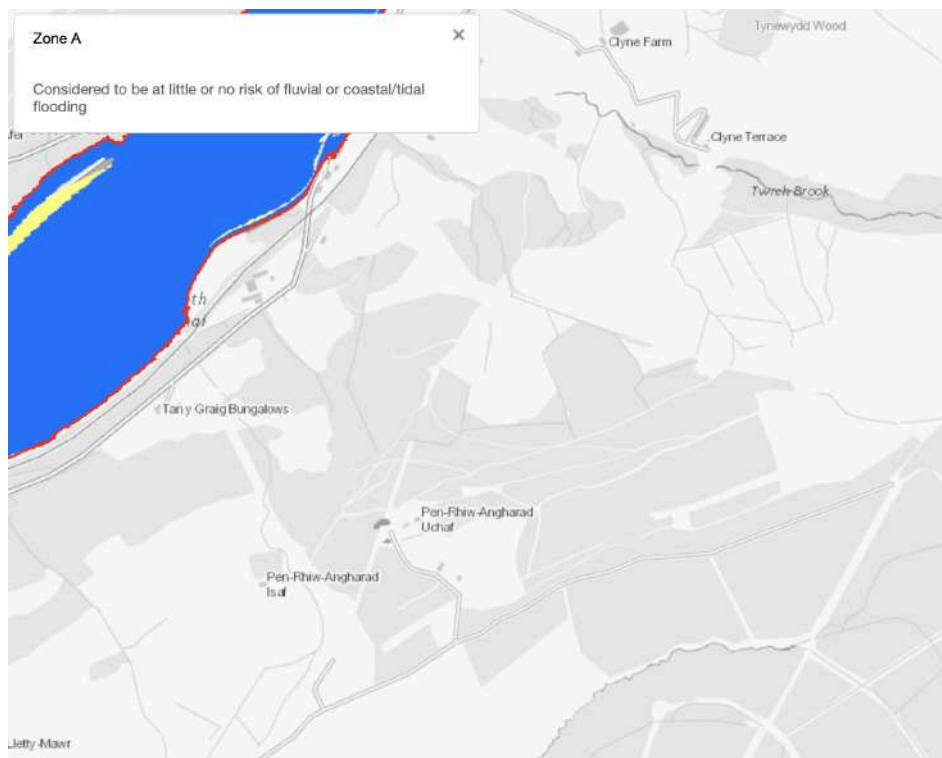 Zone A
Considered to be at little or no risk of fluvial or coastal/tidal
flooding
Tynewydd Wood
Clyne Farm
Clyne Terrace
Twrch Brook
Tan y Graig Bungalows
Pen-Rhiw-Angharad
Uchaf
Pen-Rhiw-Angharad
Isaf
Lletty-Mawr